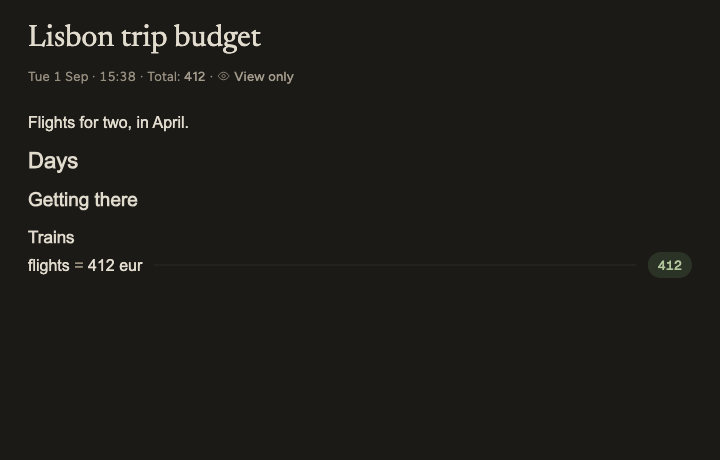 Lisbon trip budget
Tue 1 Sep · 15:38 · Total: 412 · View only
Flights for two, in April.
Days
Getting there
Trains
flights = 412 eur 412